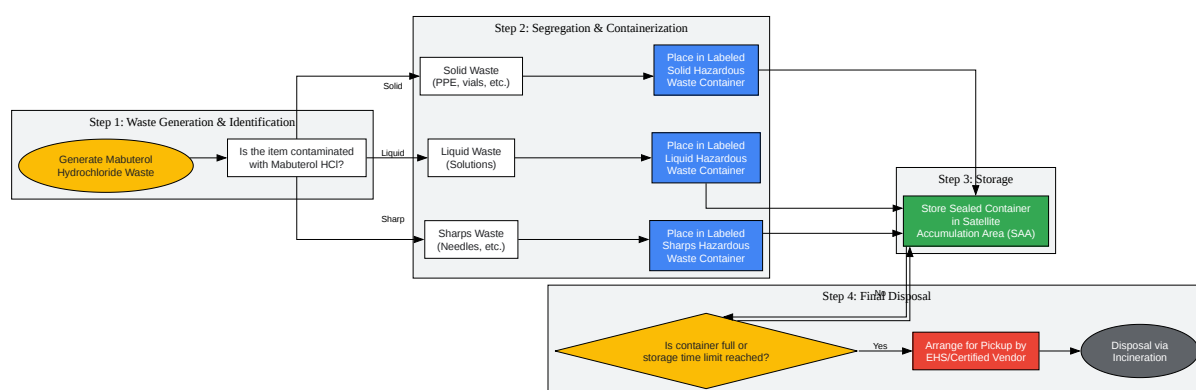 Step 1: Waste Generation & Identification
Generate Mabuterol
Hydrochloride Waste
Is the item contaminated
with Mabuterol HCl?
Solid
Liquid
Sharp
Step 2: Segregation & Containerization
Solid Waste
(PPE, vials, etc.)
Place in Labeled
Solid Hazardous
Waste Container
Liquid Waste
(Solutions)
Place in Labeled
Liquid Hazardous
Waste Container
Sharps Waste
(Needles, etc.)
Place in Labeled
Sharps Hazardous
Waste Container
Step 3: Storage
Store Sealed Container
in Satellite
Accumulation Area (SAA)
No
Step 4: Final Disposal
Is container full or
storage time limit reached?
Yes
Arrange for Pickup by
EHS/Certified Vendor
Disposal via
Incineration